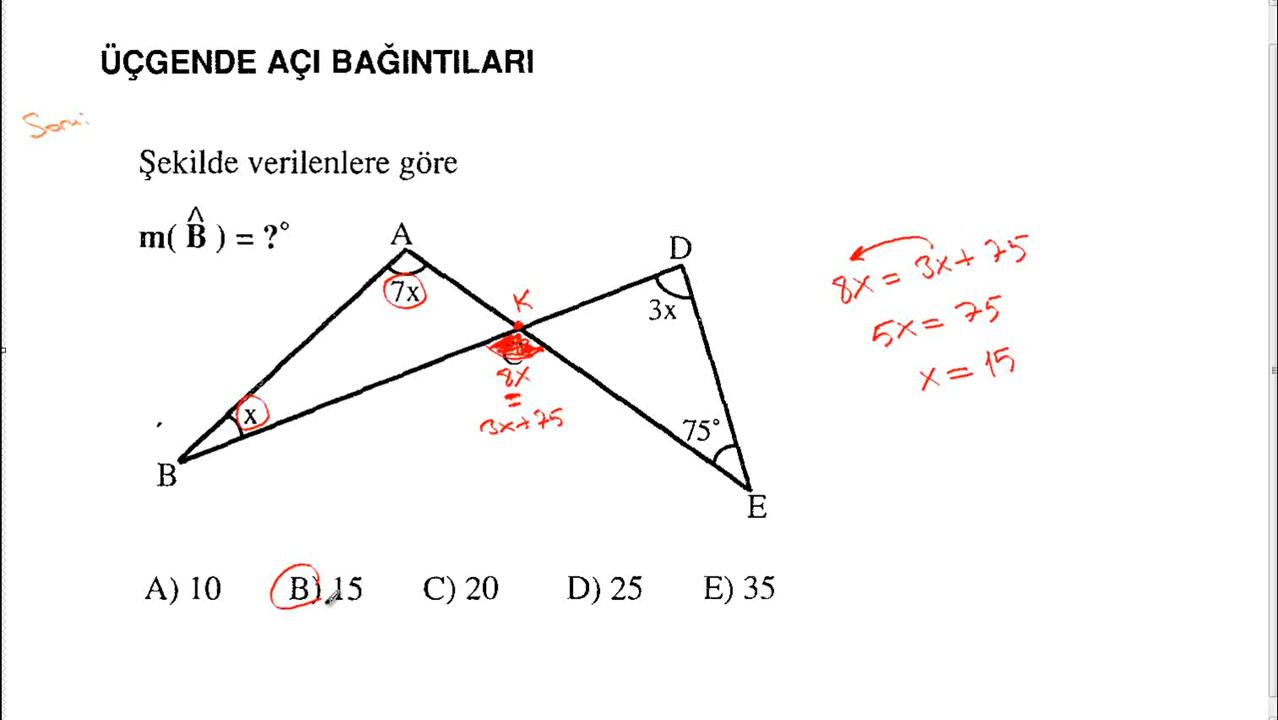 ÜÇGENDE AÇI BAĞINTILARI
Soru:
Şekilde verilenlere göre
m( B̂ ) = ?°
A
D
7x
K
3x
8x
=
3x+75
x
75°
B
E
8x = 3x+75
5x = 75
x = 15
A) 10 B) 15 C) 20 D) 25 E) 35